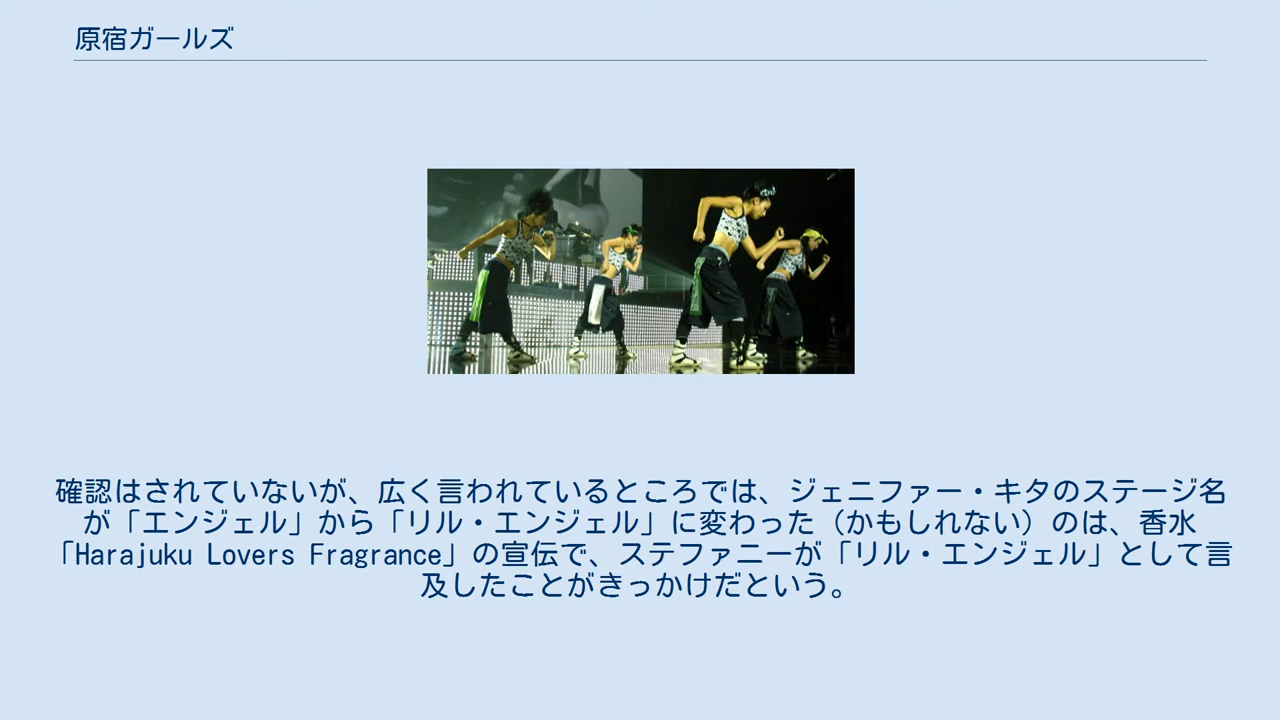 原宿ガールズ
確認はされていないが、広く言われているところでは、ジェニファー・キタのステージ名
が「エンジェル」から「リル・エンジェル」に変わった（かもしれない）のは、香水
「Harajuku Lovers Fragrance」の宣伝で、ステファニーが「リル・エンジェル」として言
及したことがきっかけだという。